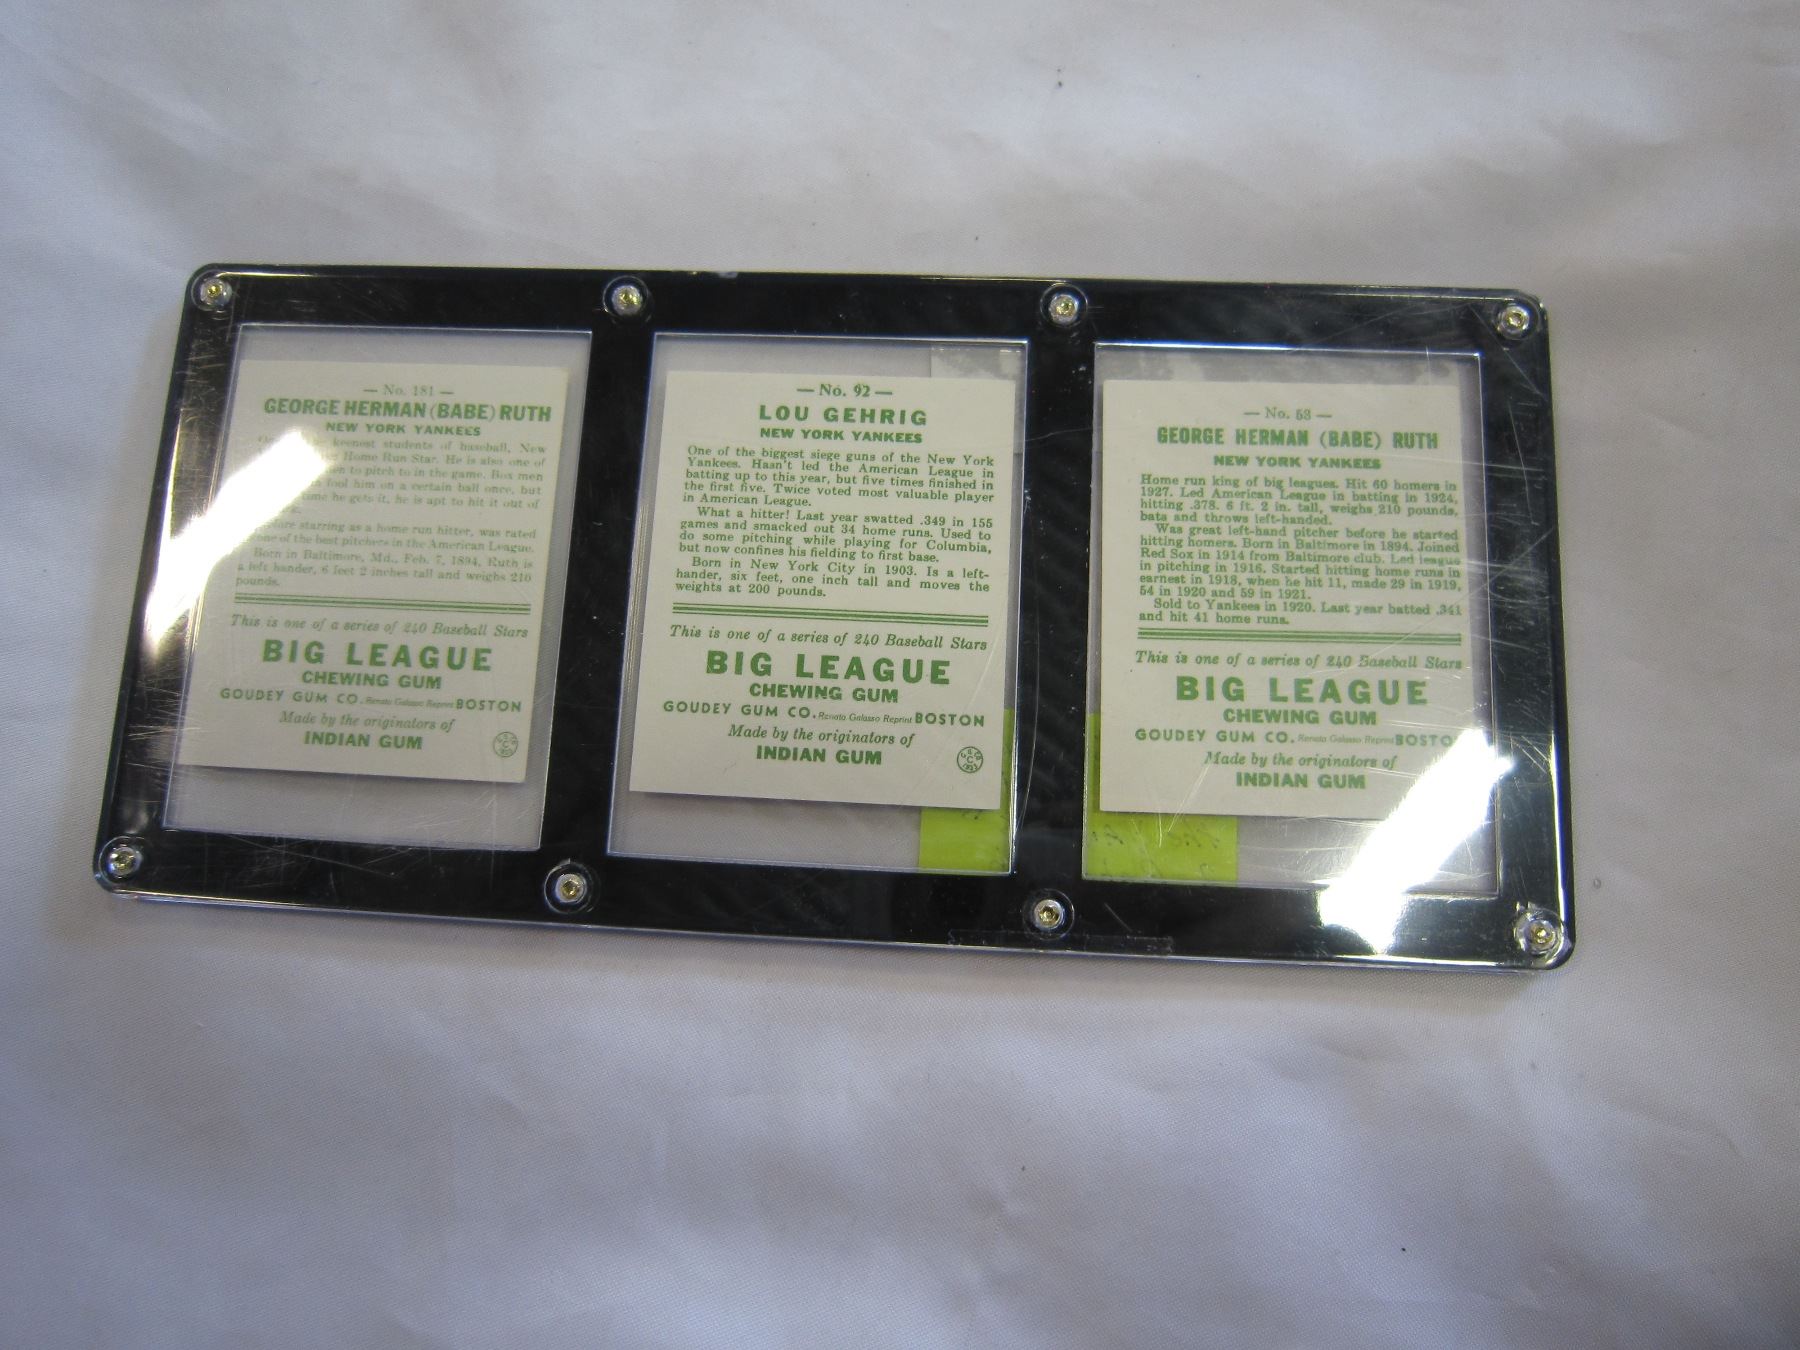 — No. 181 —
GEORGE HERMAN (BABE) RUTH
NEW YORK YANKEES
keenest students of baseball, New
Home Run Star. He is also one of
to pitch to in the game. Box men
fool him on a certain ball once, but
time he gets it, he is apt to hit it out of
starring as a home run hitter, was rated
one of the best pitchers in the American League.
Born in Baltimore, Md., Feb. 7, 1894, Ruth is
a left hander, 6 feet 2 inches tall and weighs 210
pounds.
This is one of a series of 240 Baseball Stars
BIG LEAGUE
CHEWING GUM
GOUDEY GUM CO. Renata Galasso Reprint BOSTON
Made by the originators of
INDIAN GUM
— No. 92 —
LOU GEHRIG
NEW YORK YANKEES
One of the biggest siege guns of the New York
Yankees. Hasn't led the American League in
batting up to this year, but five times finished in
the first five. Twice voted most valuable player
in American League.
What a hitter! Last year swatted .349 in 155
games and smacked out 34 home runs. Used to
do some pitching while playing for Columbia,
but now confines his fielding to first base.
Born in New York City in 1903. Is a left-
hander, six feet, one inch tall and moves the
weights at 200 pounds.
This is one of a series of 240 Baseball Stars
BIG LEAGUE
CHEWING GUM
GOUDEY GUM CO. Renata Galasso Reprint BOSTON
Made by the originators of
INDIAN GUM
— No. 53 —
GEORGE HERMAN (BABE) RUTH
NEW YORK YANKEES
Home run king of big leagues. Hit 60 homers in
1927. Led American League in batting in 1924,
hitting .378. 6 ft. 2 in. tall, weighs 210 pounds,
bats and throws left-handed.
Was great left-hand pitcher before he started
hitting homers. Born in Baltimore in 1894. Joined
Red Sox in 1914 from Baltimore club. Led league
in pitching in 1916. Started hitting home runs in
earnest in 1918, when he hit 11, made 29 in 1919,
54 in 1920 and 59 in 1921.
Sold to Yankees in 1920. Last year batted .341
and hit 41 home runs.
This is one of a series of 240 Baseball Stars
BIG LEAGUE
CHEWING GUM
GOUDEY GUM CO. Renata Galasso Reprint BOSTO
Made by the originators of
INDIAN GUM